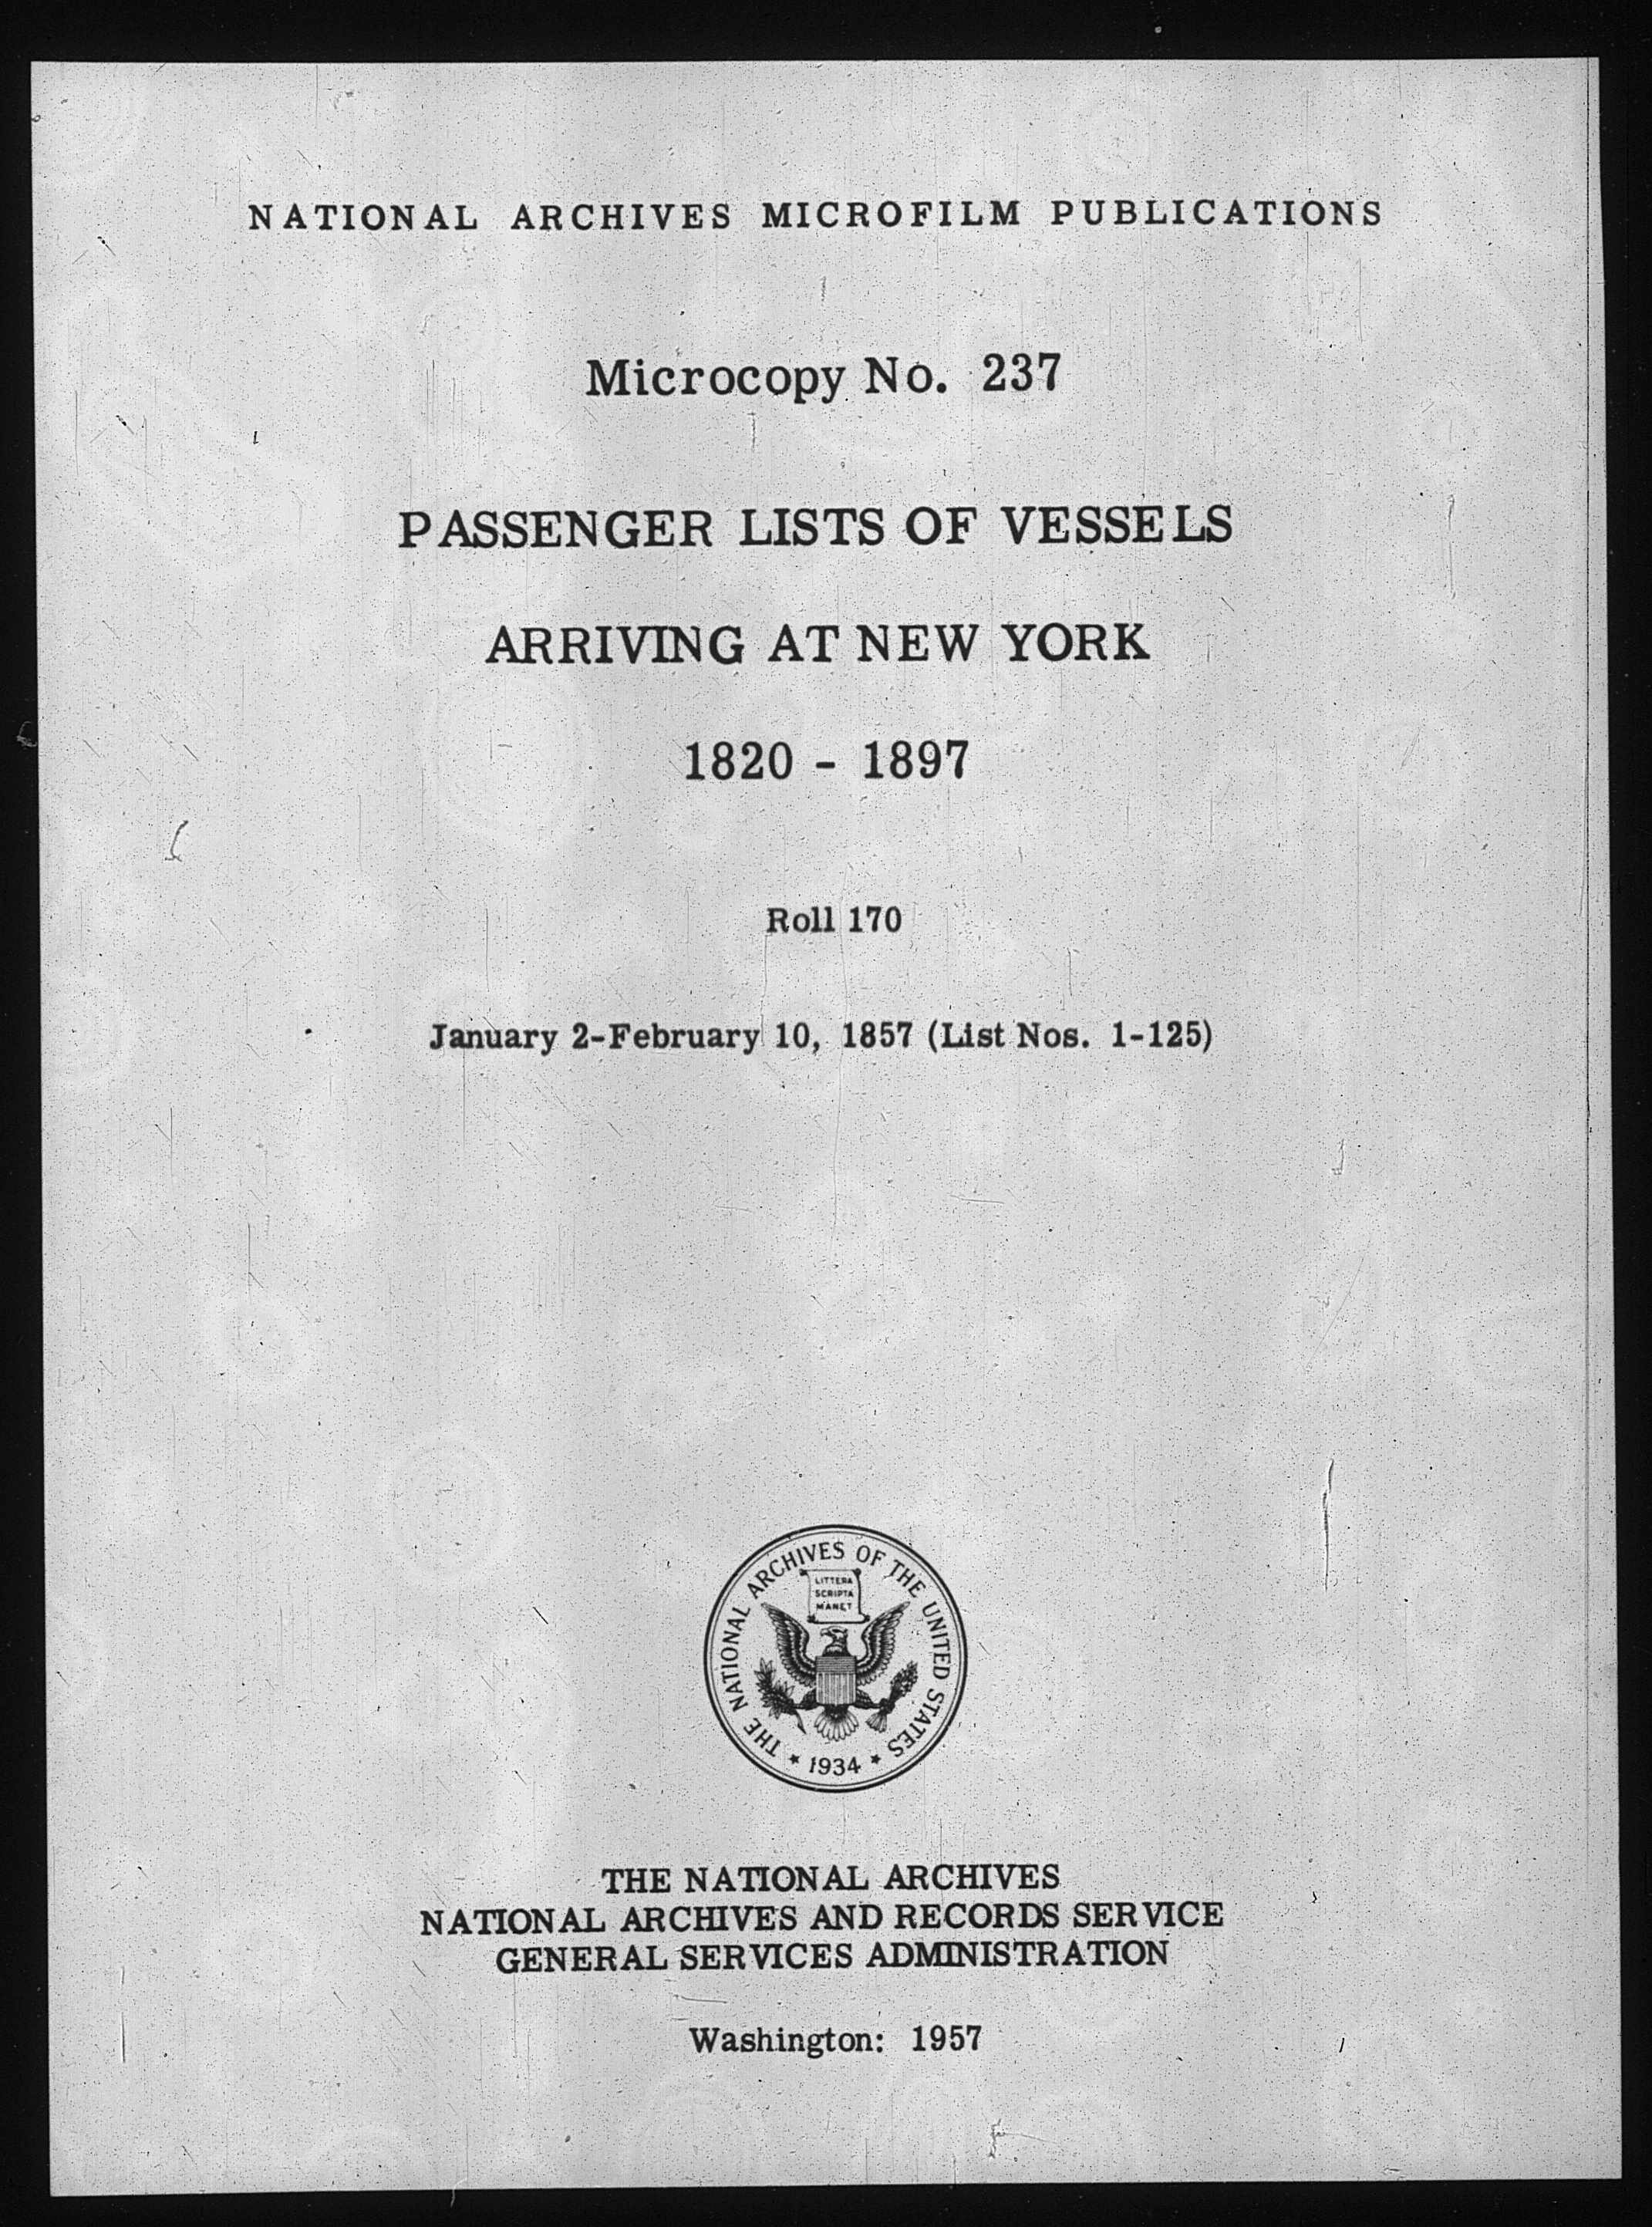 NATIONAL ARCHIVES MICROFILM PUBLICATIONS
Microcopy No. 237
PASSENGER LISTS OF VESSELS
ARRIVING AT NEW YORK
1820 - 1897
Roll 170
January 2-February 10, 1857 (List Nos. 1-125)
THE NATIONAL ARCHIVES OF THE UNITED STATES
LITTERA
SCRIPTA
MANET
★ 1934 ★
THE NATIONAL ARCHIVES
NATIONAL ARCHIVES AND RECORDS SERVICE
GENERAL SERVICES ADMINISTRATION
Washington: 1957